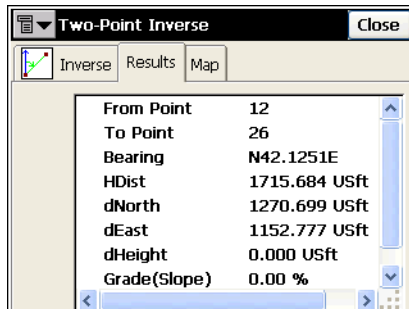 Two-Point Inverse Close
Inverse Results Map
From Point 12
To Point 26
Bearing N42.1251E
HDist 1715.684 USft
dNorth 1270.699 USft
dEast 1152.777 USft
dHeight 0.000 USft
Grade(Slope) 0.00 %